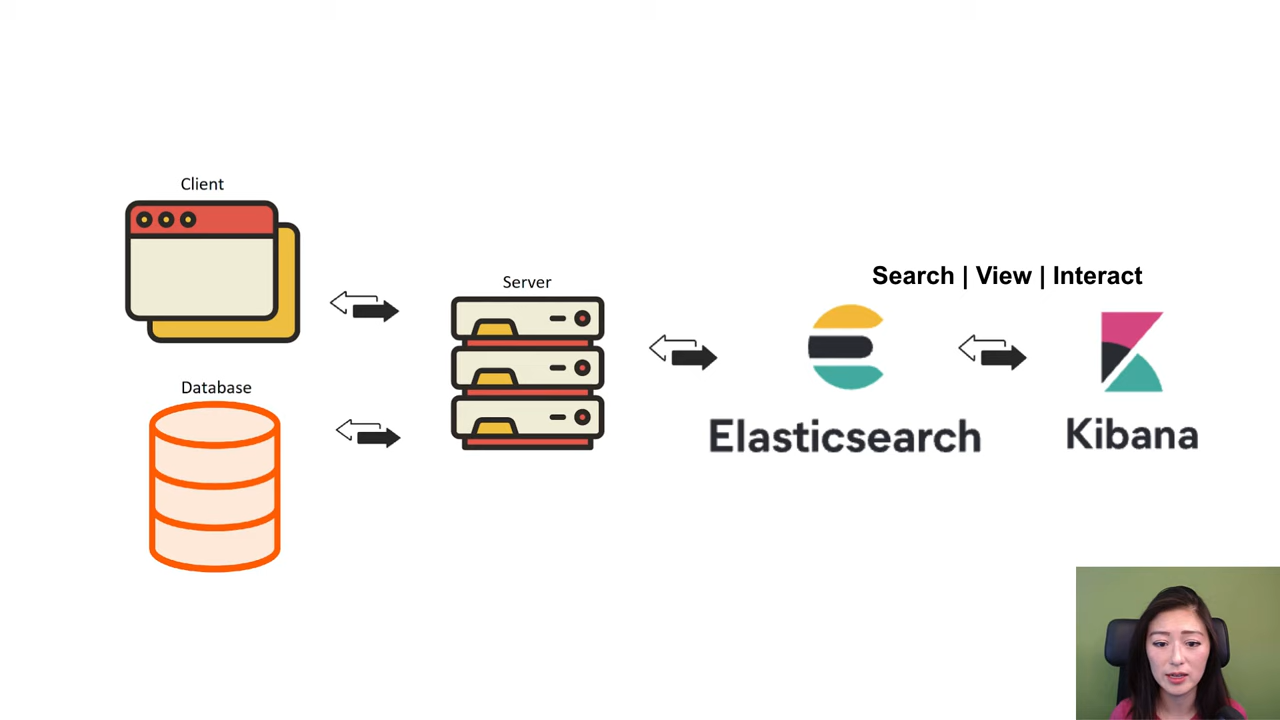 Client
Database
Server
Search | View | Interact
Elasticsearch
Kibana